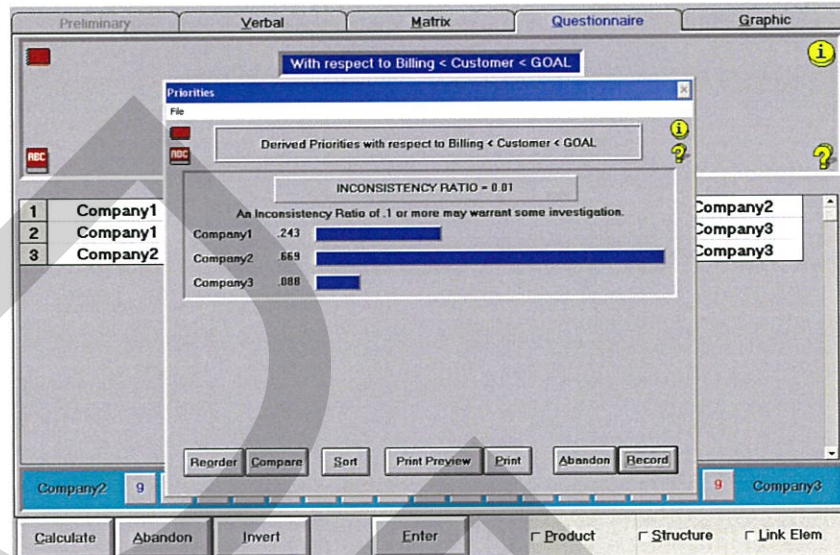 Preliminary Verbal Matrix Questionnaire Graphic
With respect to Billing < Customer < GOAL
Priorities
File
Derived Priorities with respect to Billing < Customer < GOAL
ABC
ABC
INCONSISTENCY RATIO = 0.01
An Inconsistency Ratio of .1 or more may warrant some investigation.
1 Company1 Company2
2 Company1 Company3
3 Company2 Company3
Company1 .243
Company2 .669
Company3 .088
Reorder Compare Sort Print Preview Print Abandon Record
Company2 9 9 Company3
Calculate Abandon Invert Enter Product Structure Link Elem